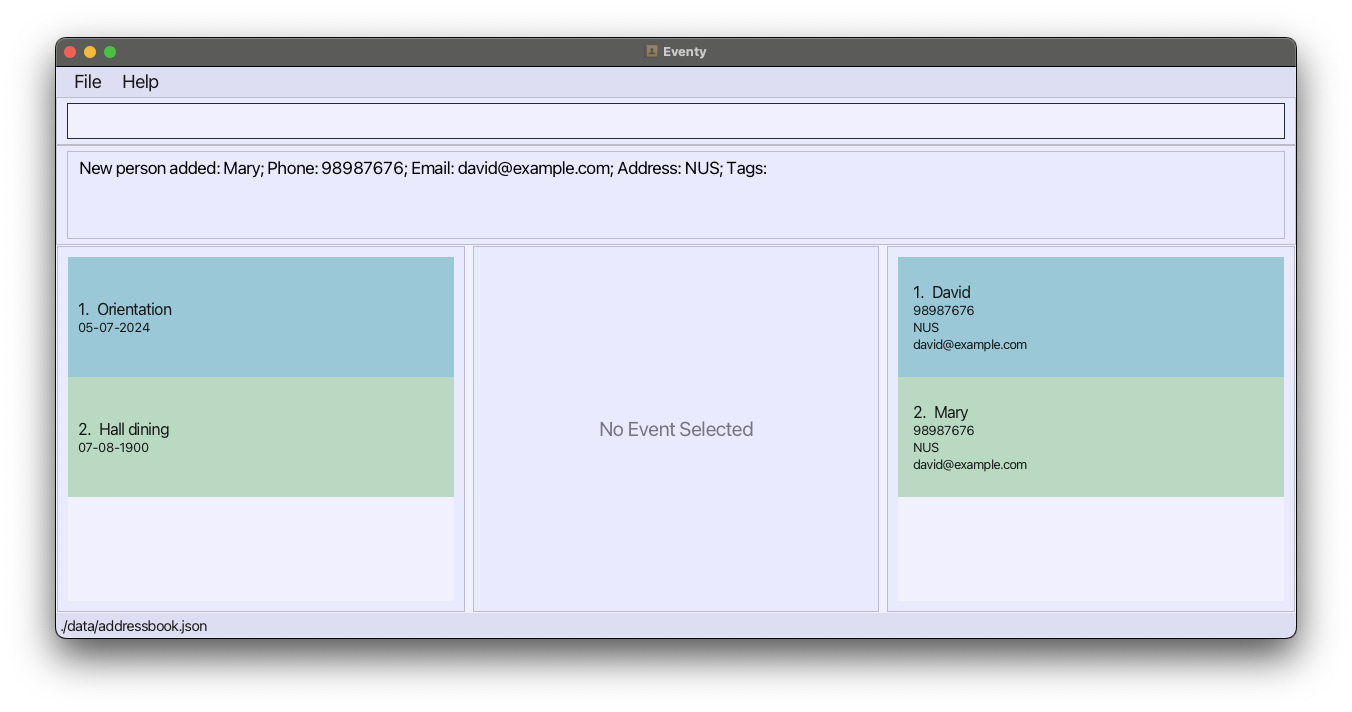 Eventy
File Help
New person added: Mary; Phone: 98987676; Email: david@example.com; Address: NUS; Tags:
1. Orientation
05-07-2024
2. Hall dining
07-08-1900
No Event Selected
1. David
98987676
NUS
david@example.com
2. Mary
98987676
NUS
david@example.com
./data/addressbook.json